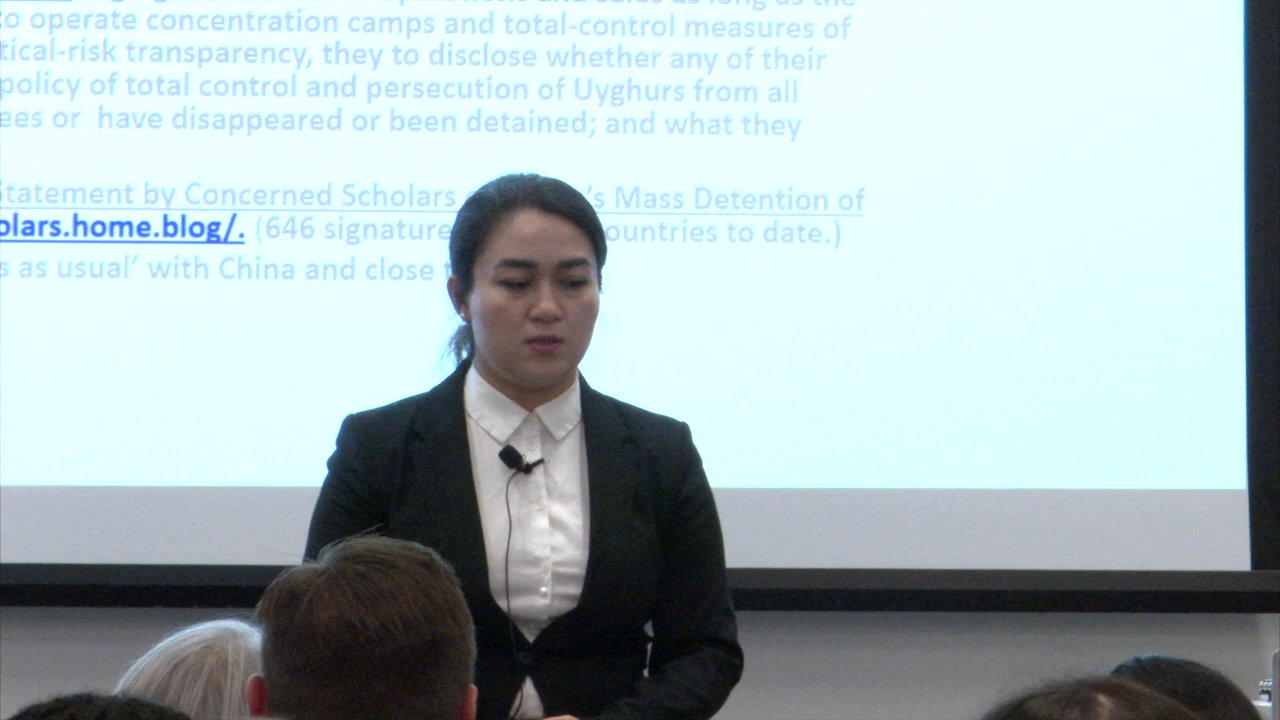 to operate concentration camps and total-control measures of
tical-risk transparency, they to disclose whether any of their
policy of total control and persecution of Uyghurs from all
ees or have disappeared or been detained; and what they
Statement by Concerned Scholars 's Mass Detention of
olars.home.blog/. (646 signature ountries to date.)
s as usual' with China and close